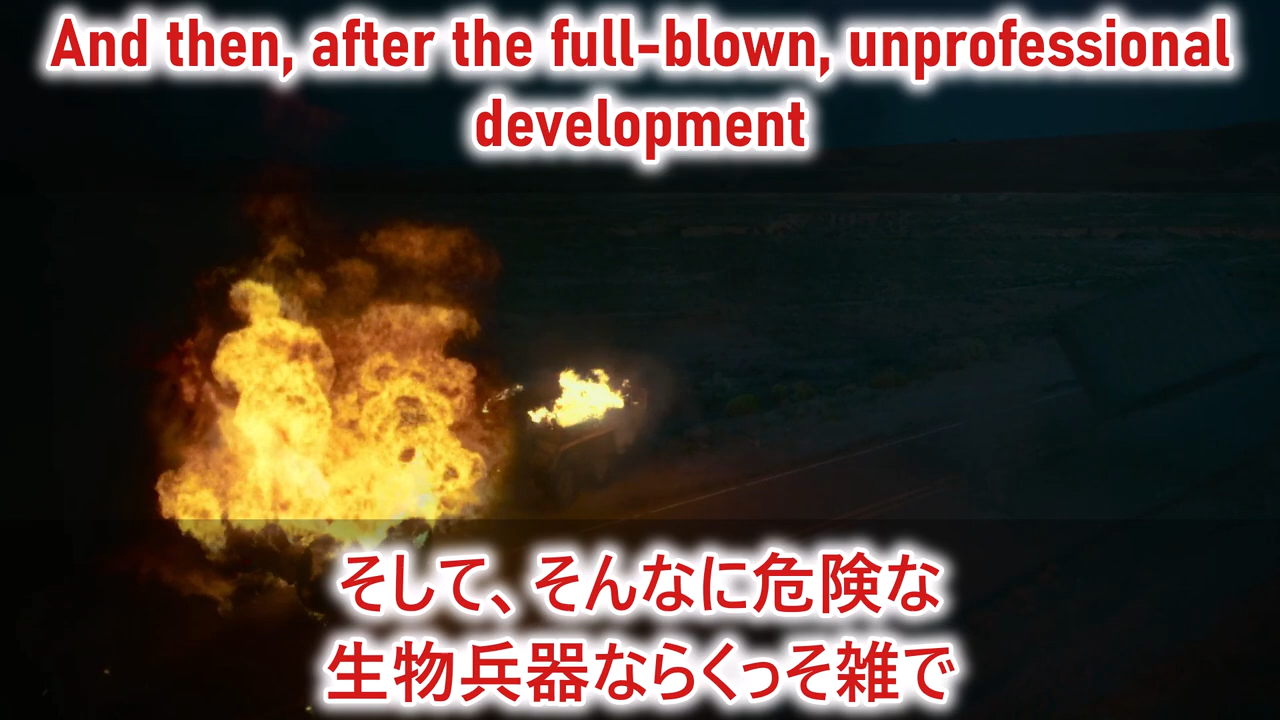 And then, after the full-blown, unprofessional
development
そして、そんなに危険な
生物兵器ならくっそ雑で